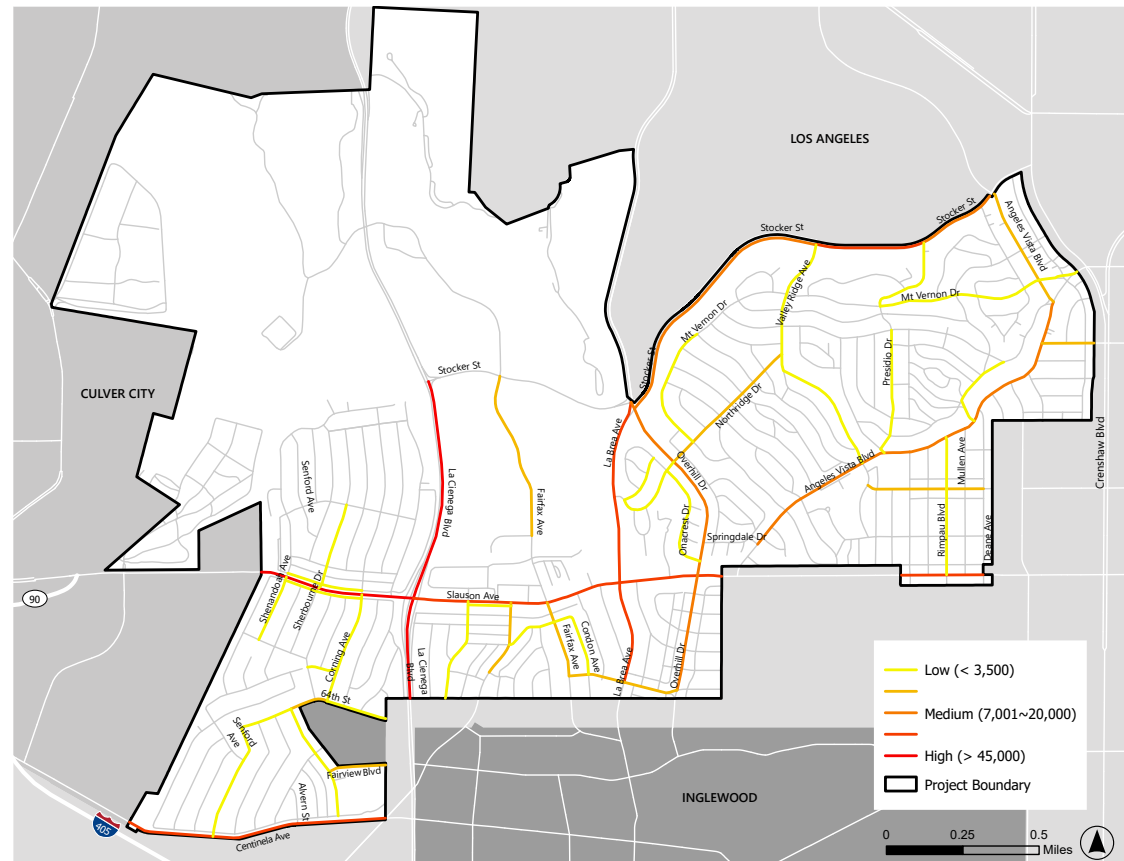 LOS ANGELES
Stocker St
Stocker St
Angeles Vista Blvd
Valley Ridge Ave
Mt Vernon Dr
Mt Vernon Dr
Stocker St
Stocker St
Presidio Dr
CULVER CITY
Northridge Dr
La Brea Ave
Crenshaw Blvd
Overhill Dr
Mullen Ave
Angeles Vista Blvd
Senford Ave
La Cienega Blvd
Fairfax Ave
Onacrest Dr
Springdale Dr
Rimpau Blvd
Deane Ave
90
Shenandoah Ave
Sherbourne Dr
Slauson Ave
Corning Ave
Fairfax Ave
Condon Ave
La Cienega
Blvd
La Brea Ave
Overhill Dr
64th St
Senford
Ave
Fairview Blvd
Alvern St
405
Centinela Ave
INGLEWOOD
Low (< 3,500)
Medium (7,001~20,000)
High (> 45,000)
Project Boundary
0 0.25 0.5
Miles